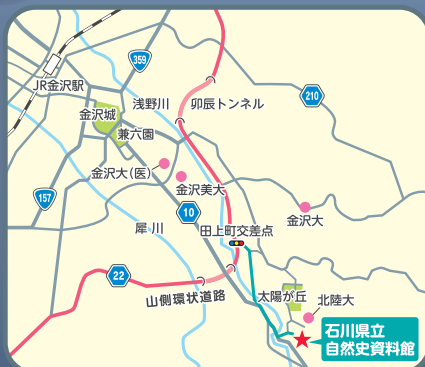 359
JR金沢駅
浅野川
卯辰トンネル
210
金沢城
兼六園
金沢大(医)
金沢美大
157
10
金沢大
犀川
田上町交差点
22
山側環状道路
太陽が丘
北陸大
石川県立
自然史資料館